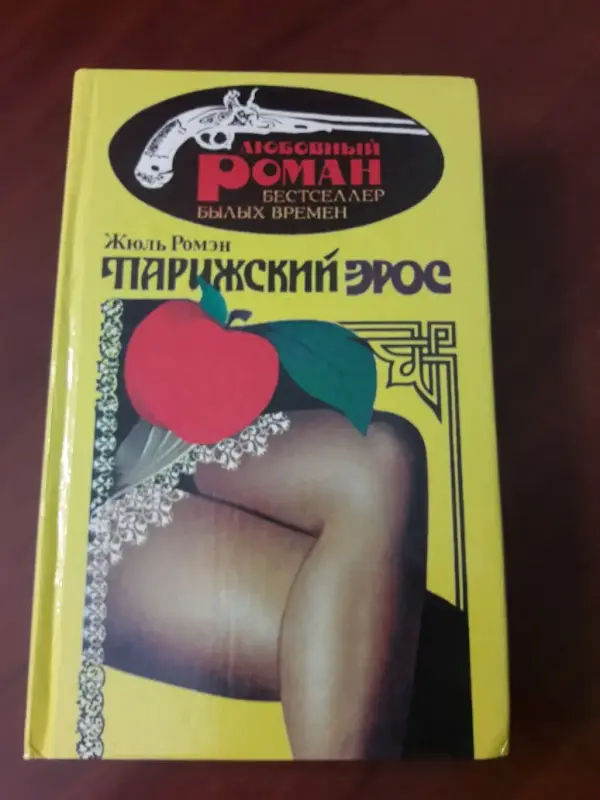 ЛЮБОВНЫЙ
РОМАН
БЕСТСЕЛЛЕР
БЫЛЫХ ВРЕМЕН
Жюль Ромэн
ПАРИЖСКИЙ ЭРОС